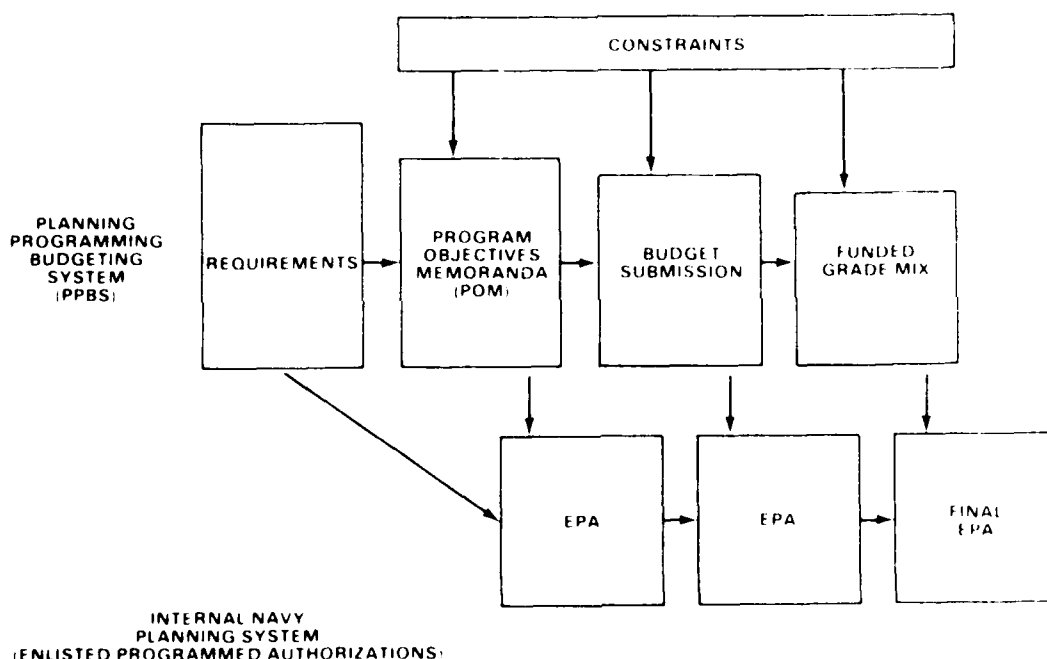 CONSTRAINTS
PLANNING
PROGRAMMING
BUDGETING
SYSTEM
(PPBS)
REQUIREMENTS
PROGRAM
OBJECTIVES
MEMORANDA
(POM)
BUDGET
SUBMISSION
FUNDED
GRADE MIX
EPA
EPA
FINAL
EPA
INTERNAL NAVY
PLANNING SYSTEM
(ENLISTED PROGRAMMED AUTHORIZATIONS)